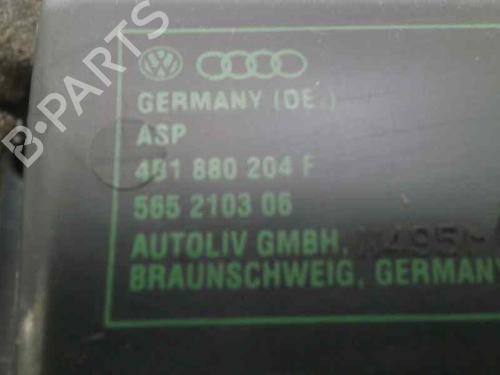 GERMANY (DE.)
ASP
4B1 880 204 F
565 2103 06
AUTOLIV GMBH.
BRAUNSCHWEIG, GERMANY
B-PARTS